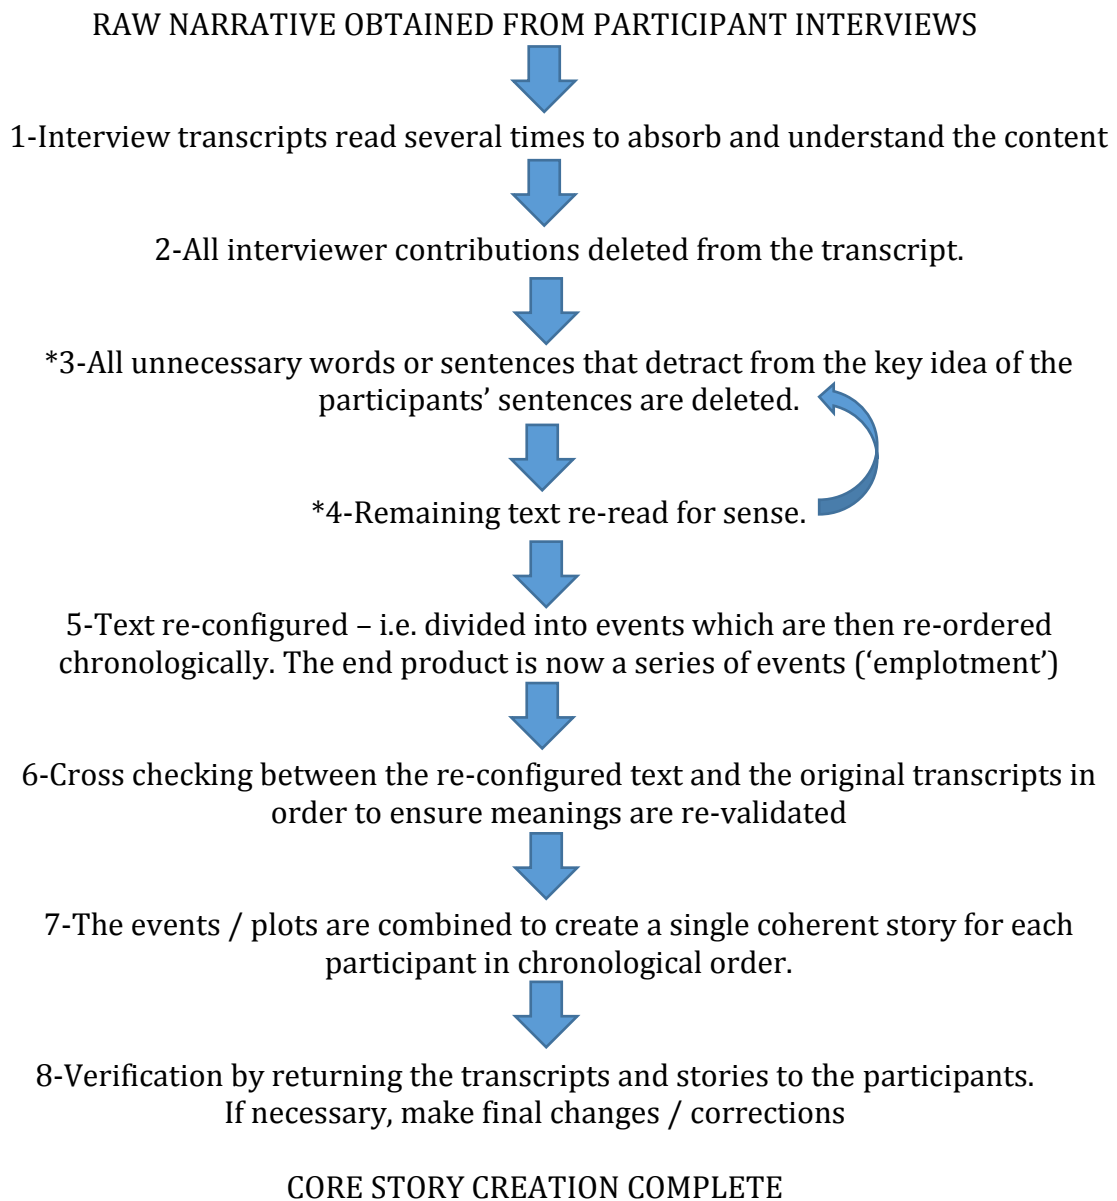 RAW NARRATIVE OBTAINED FROM PARTICIPANT INTERVIEWS
1-Interview transcripts read several times to absorb and understand the content
2-All interviewer contributions deleted from the transcript.
*3-All unnecessary words or sentences that detract from the key idea of the
participants’ sentences are deleted.
*4-Remaining text re-read for sense.
5-Text re-configured – i.e. divided into events which are then re-ordered
chronologically. The end product is now a series of events (‘emplotment’)
6-Cross checking between the re-configured text and the original transcripts in
order to ensure meanings are re-validated
7-The events / plots are combined to create a single coherent story for each
participant in chronological order.
8-Verification by returning the transcripts and stories to the participants.
If necessary, make final changes / corrections
CORE STORY CREATION COMPLETE